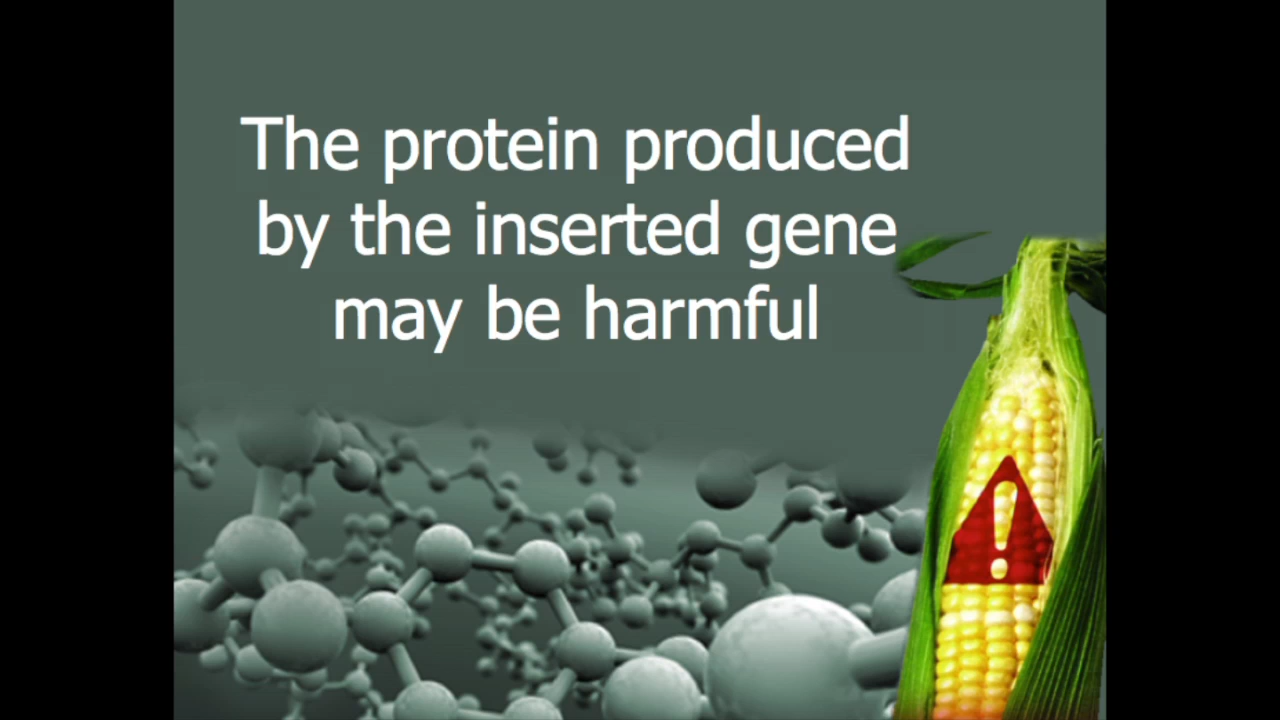 The protein produced
by the inserted gene
may be harmful